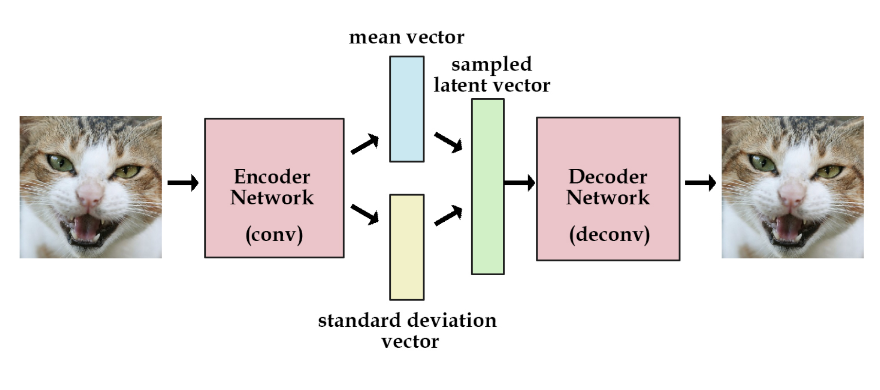 mean vector
sampled
latent vector
Encoder
Network
(conv)
Decoder
Network
(deconv)
standard deviation
vector